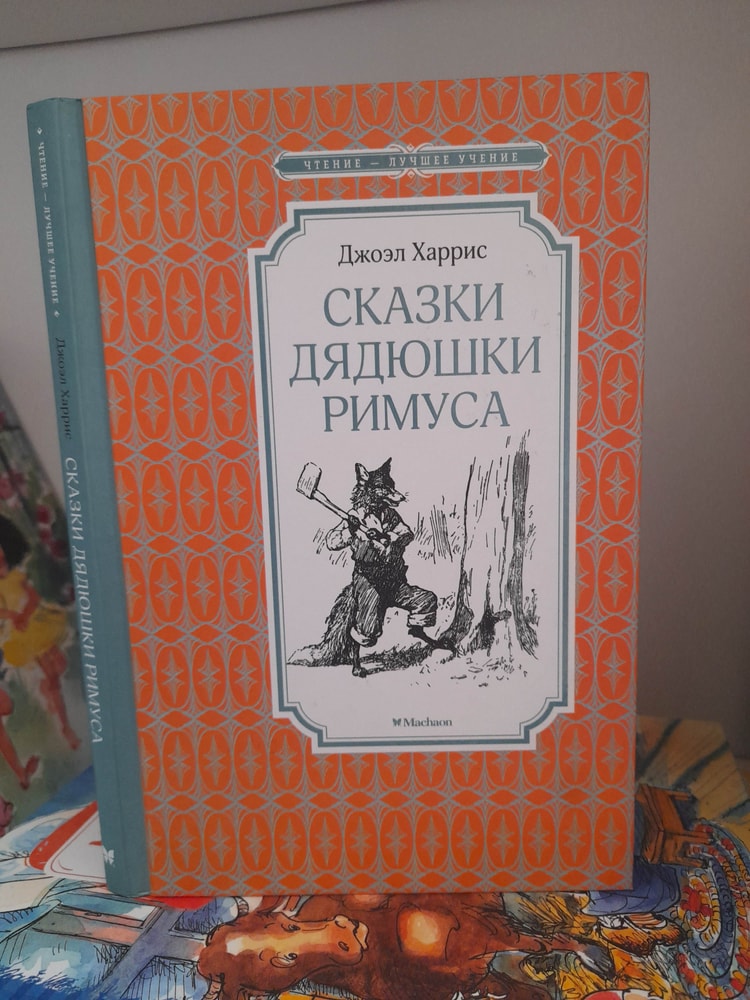 ЧТЕНИЕ — ЛУЧШЕЕ УЧЕНИЕ
Джоэл Харрис
СКАЗКИ
ДЯДЮШКИ
РИМУСА
Machaon
ЧТЕНИЕ — ЛУЧШЕЕ УЧЕНИЕ
Джоэл Харрис
СКАЗКИ ДЯДЮШКИ РИМУСА